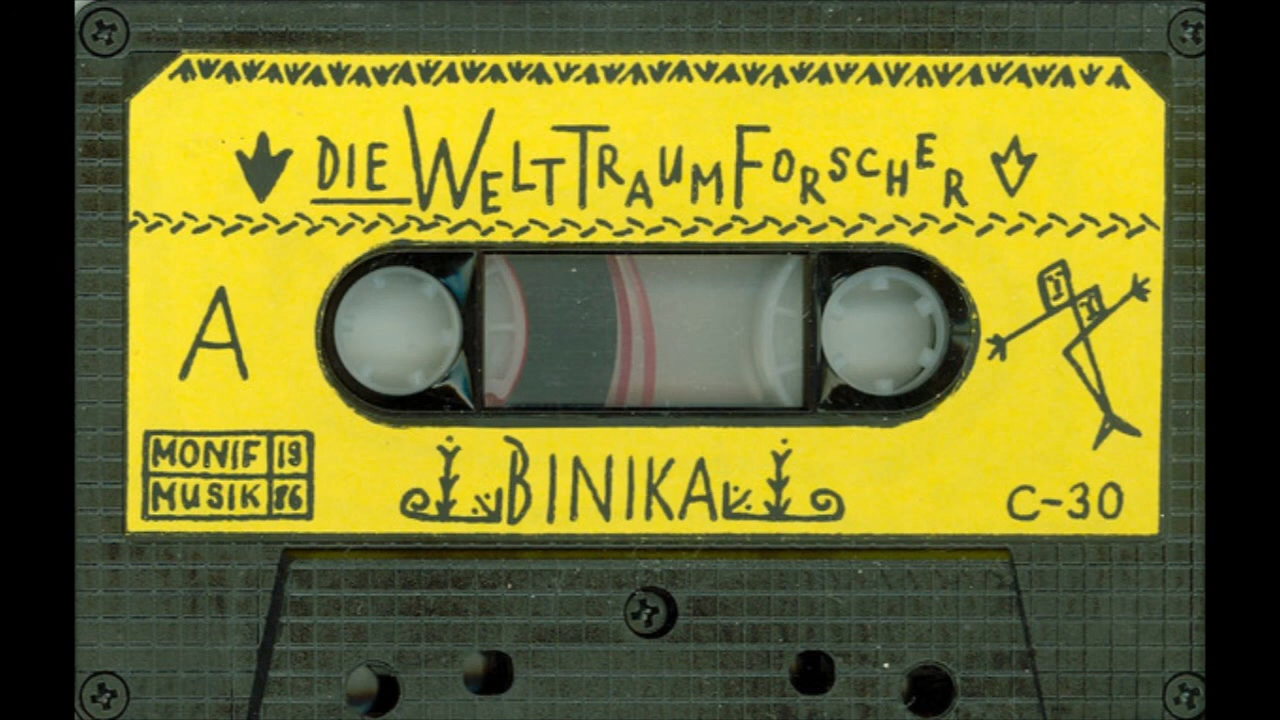 DIE WELTTRAUMFORSCHER
A
MONIF 19
MUSIK 86
BINIKA
C-30